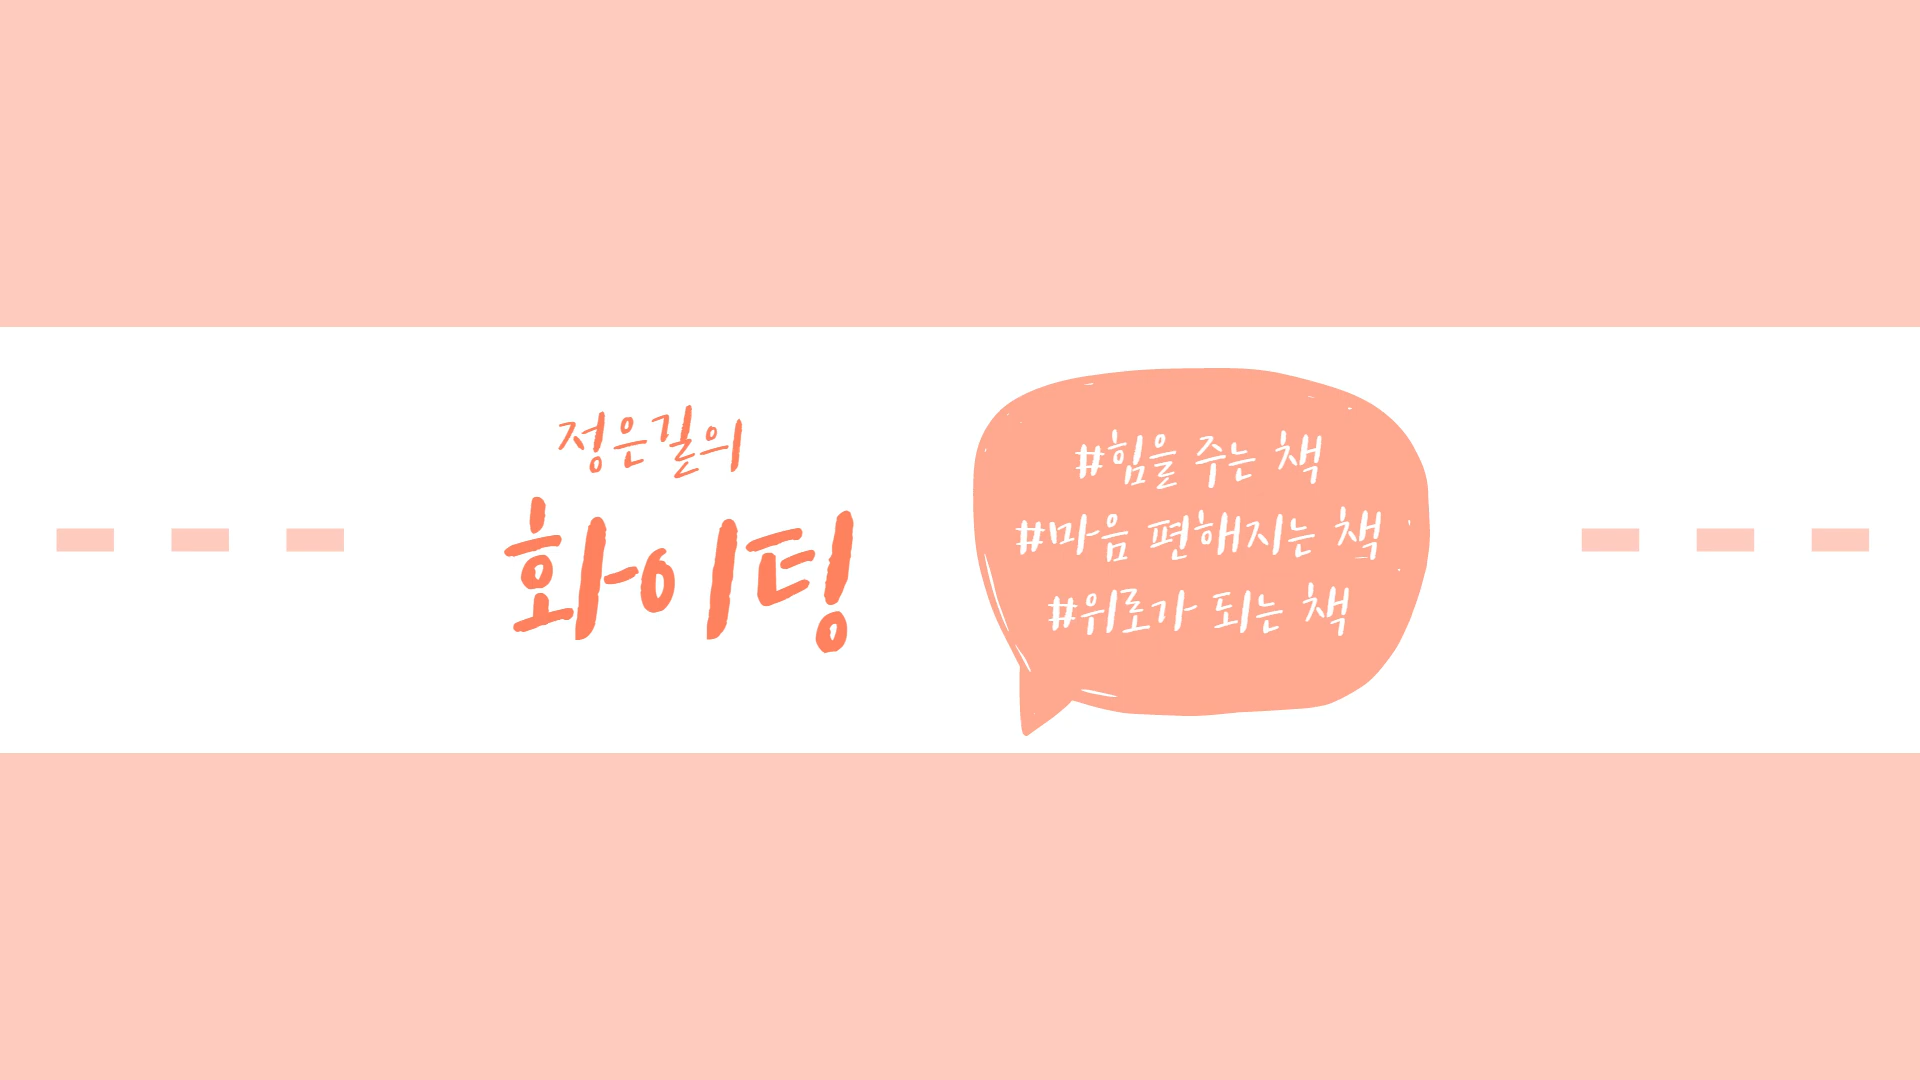 정은길의
화이팅
#힘을 주는 책
#마음 편해지는 책
#위로가 되는 책